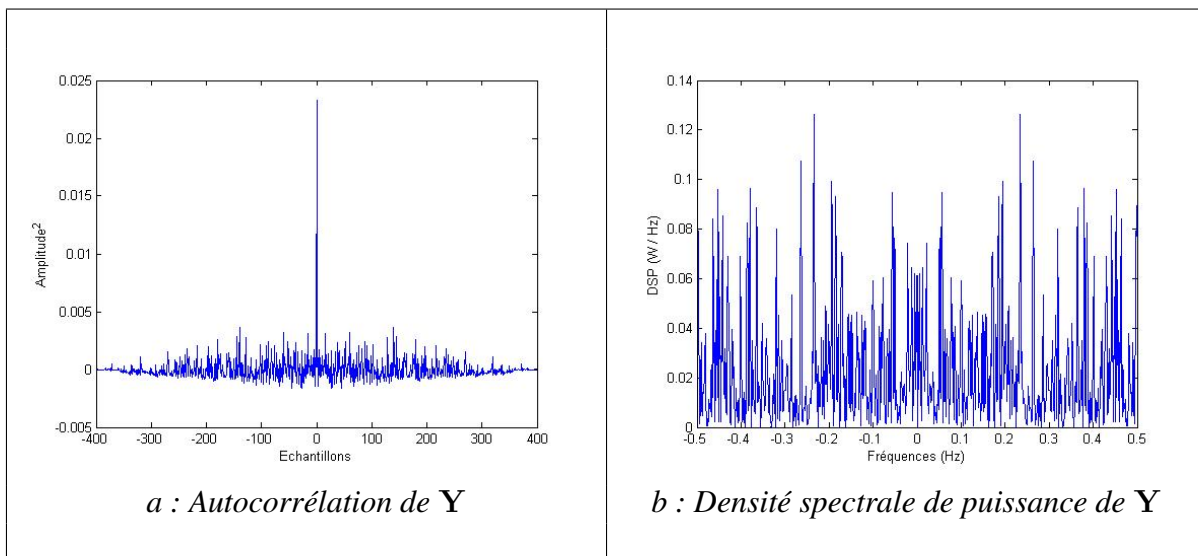 0.025
0.02
0.015
0.01
0.005
0
-0.005
-400 -300 -200 -100 0 100 200 300 400
Amplitude²
Echantillons
a : Autocorrélation de Y
0.14
0.12
0.1
0.08
0.06
0.04
0.02
0
-0.5 -0.4 -0.3 -0.2 -0.1 0 0.1 0.2 0.3 0.4 0.5
DSP (W / Hz)
Fréquences (Hz)
b : Densité spectrale de puissance de Y